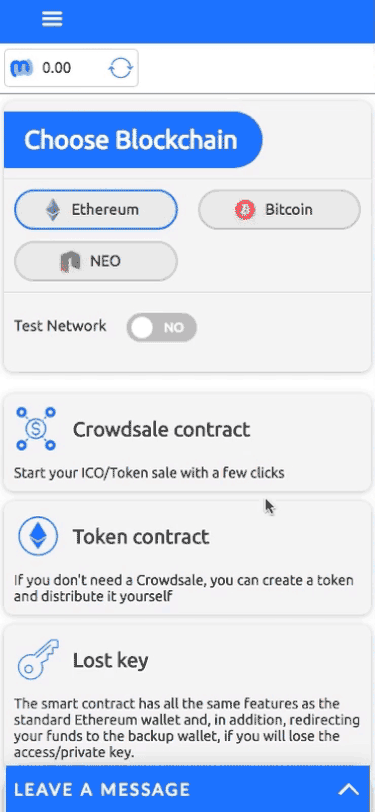 0.00
Choose Blockchain
Ethereum
Bitcoin
NEO
Test Network
NO
Crowdsale contract
Start your ICO/Token sale with a few clicks
Token contract
If you don't need a Crowdsale, you can create a token
and distribute it yourself
Lost key
The smart contract has all the same features as the
standard Ethereum wallet and, in addition, redirecting
your funds to the backup wallet, if you will lose the
access/private key.
LEAVE A MESSAGE